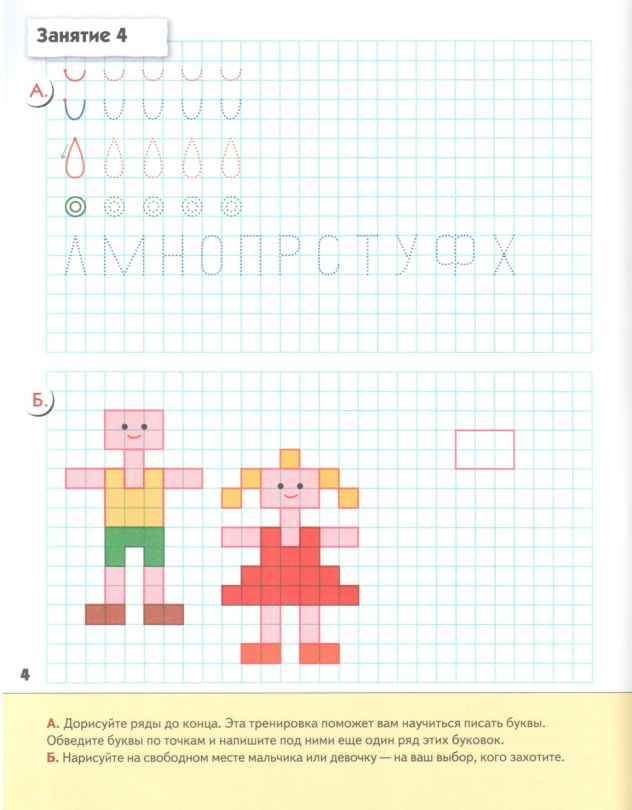 Занятие 4
А.
Л М Н О П Р С Т У Ф Х
Б.
4
А. Дорисуйте ряды до конца. Эта тренировка поможет вам научиться писать буквы.
Обведите буквы по точкам и напишите под ними еще один ряд этих буковок.
Б. Нарисуйте на свободном месте мальчика или девочку — на ваш выбор, кого захотите.